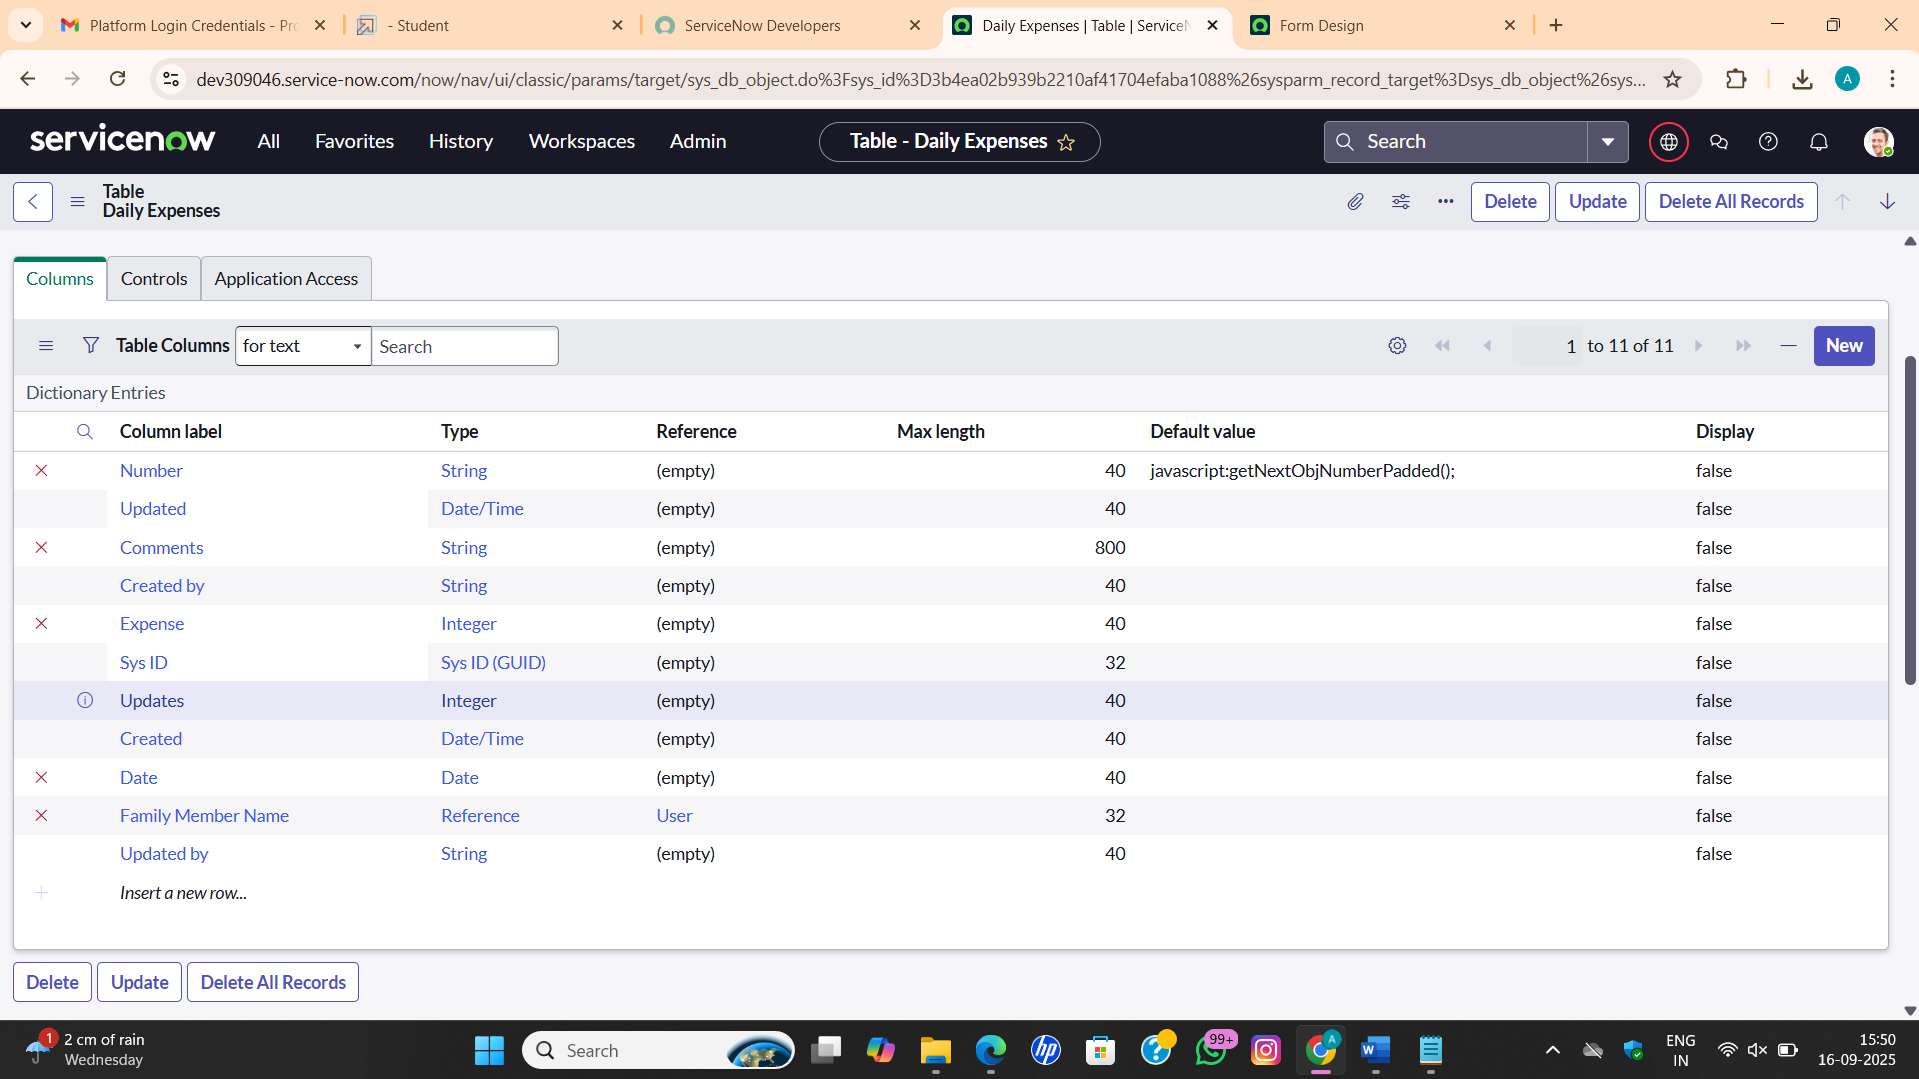 Platform Login Credentials - Pro
- Student
ServiceNow Developers
Daily Expenses | Table | ServiceN
Form Design
dev309046.service-now.com/now/nav/ui/classic/params/target/sys_db_object.do%3Fsys_id%3D3b4ea02b939b2210af41704efaba1088%26sysparm_record_target%3Dsys_db_object%26sys...
A
servicenow
All
Favorites
History
Workspaces
Admin
Table - Daily Expenses
Search
Table
Daily Expenses
Delete
Update
Delete All Records
Columns
Controls
Application Access
Table Columns
for text
Search
1 to 11 of 11
New
Dictionary Entries
Column label Type Reference Max length Default value Display
Number String (empty) 40 javascript:getNextObjNumberPadded(); false
Updated Date/Time (empty) 40 false
Comments String (empty) 800 false
Created by String (empty) 40 false
Expense Integer (empty) 40 false
Sys ID Sys ID (GUID) (empty) 32 false
Updates Integer (empty) 40 false
Created Date/Time (empty) 40 false
Date Date (empty) 40 false
Family Member Name Reference User 32 false
Updated by String (empty) 40 false
Insert a new row...
Delete
Update
Delete All Records
1
2 cm of rain
Wednesday
Search
hp
99+
A
W
ENG
IN
15:50
16-09-2025